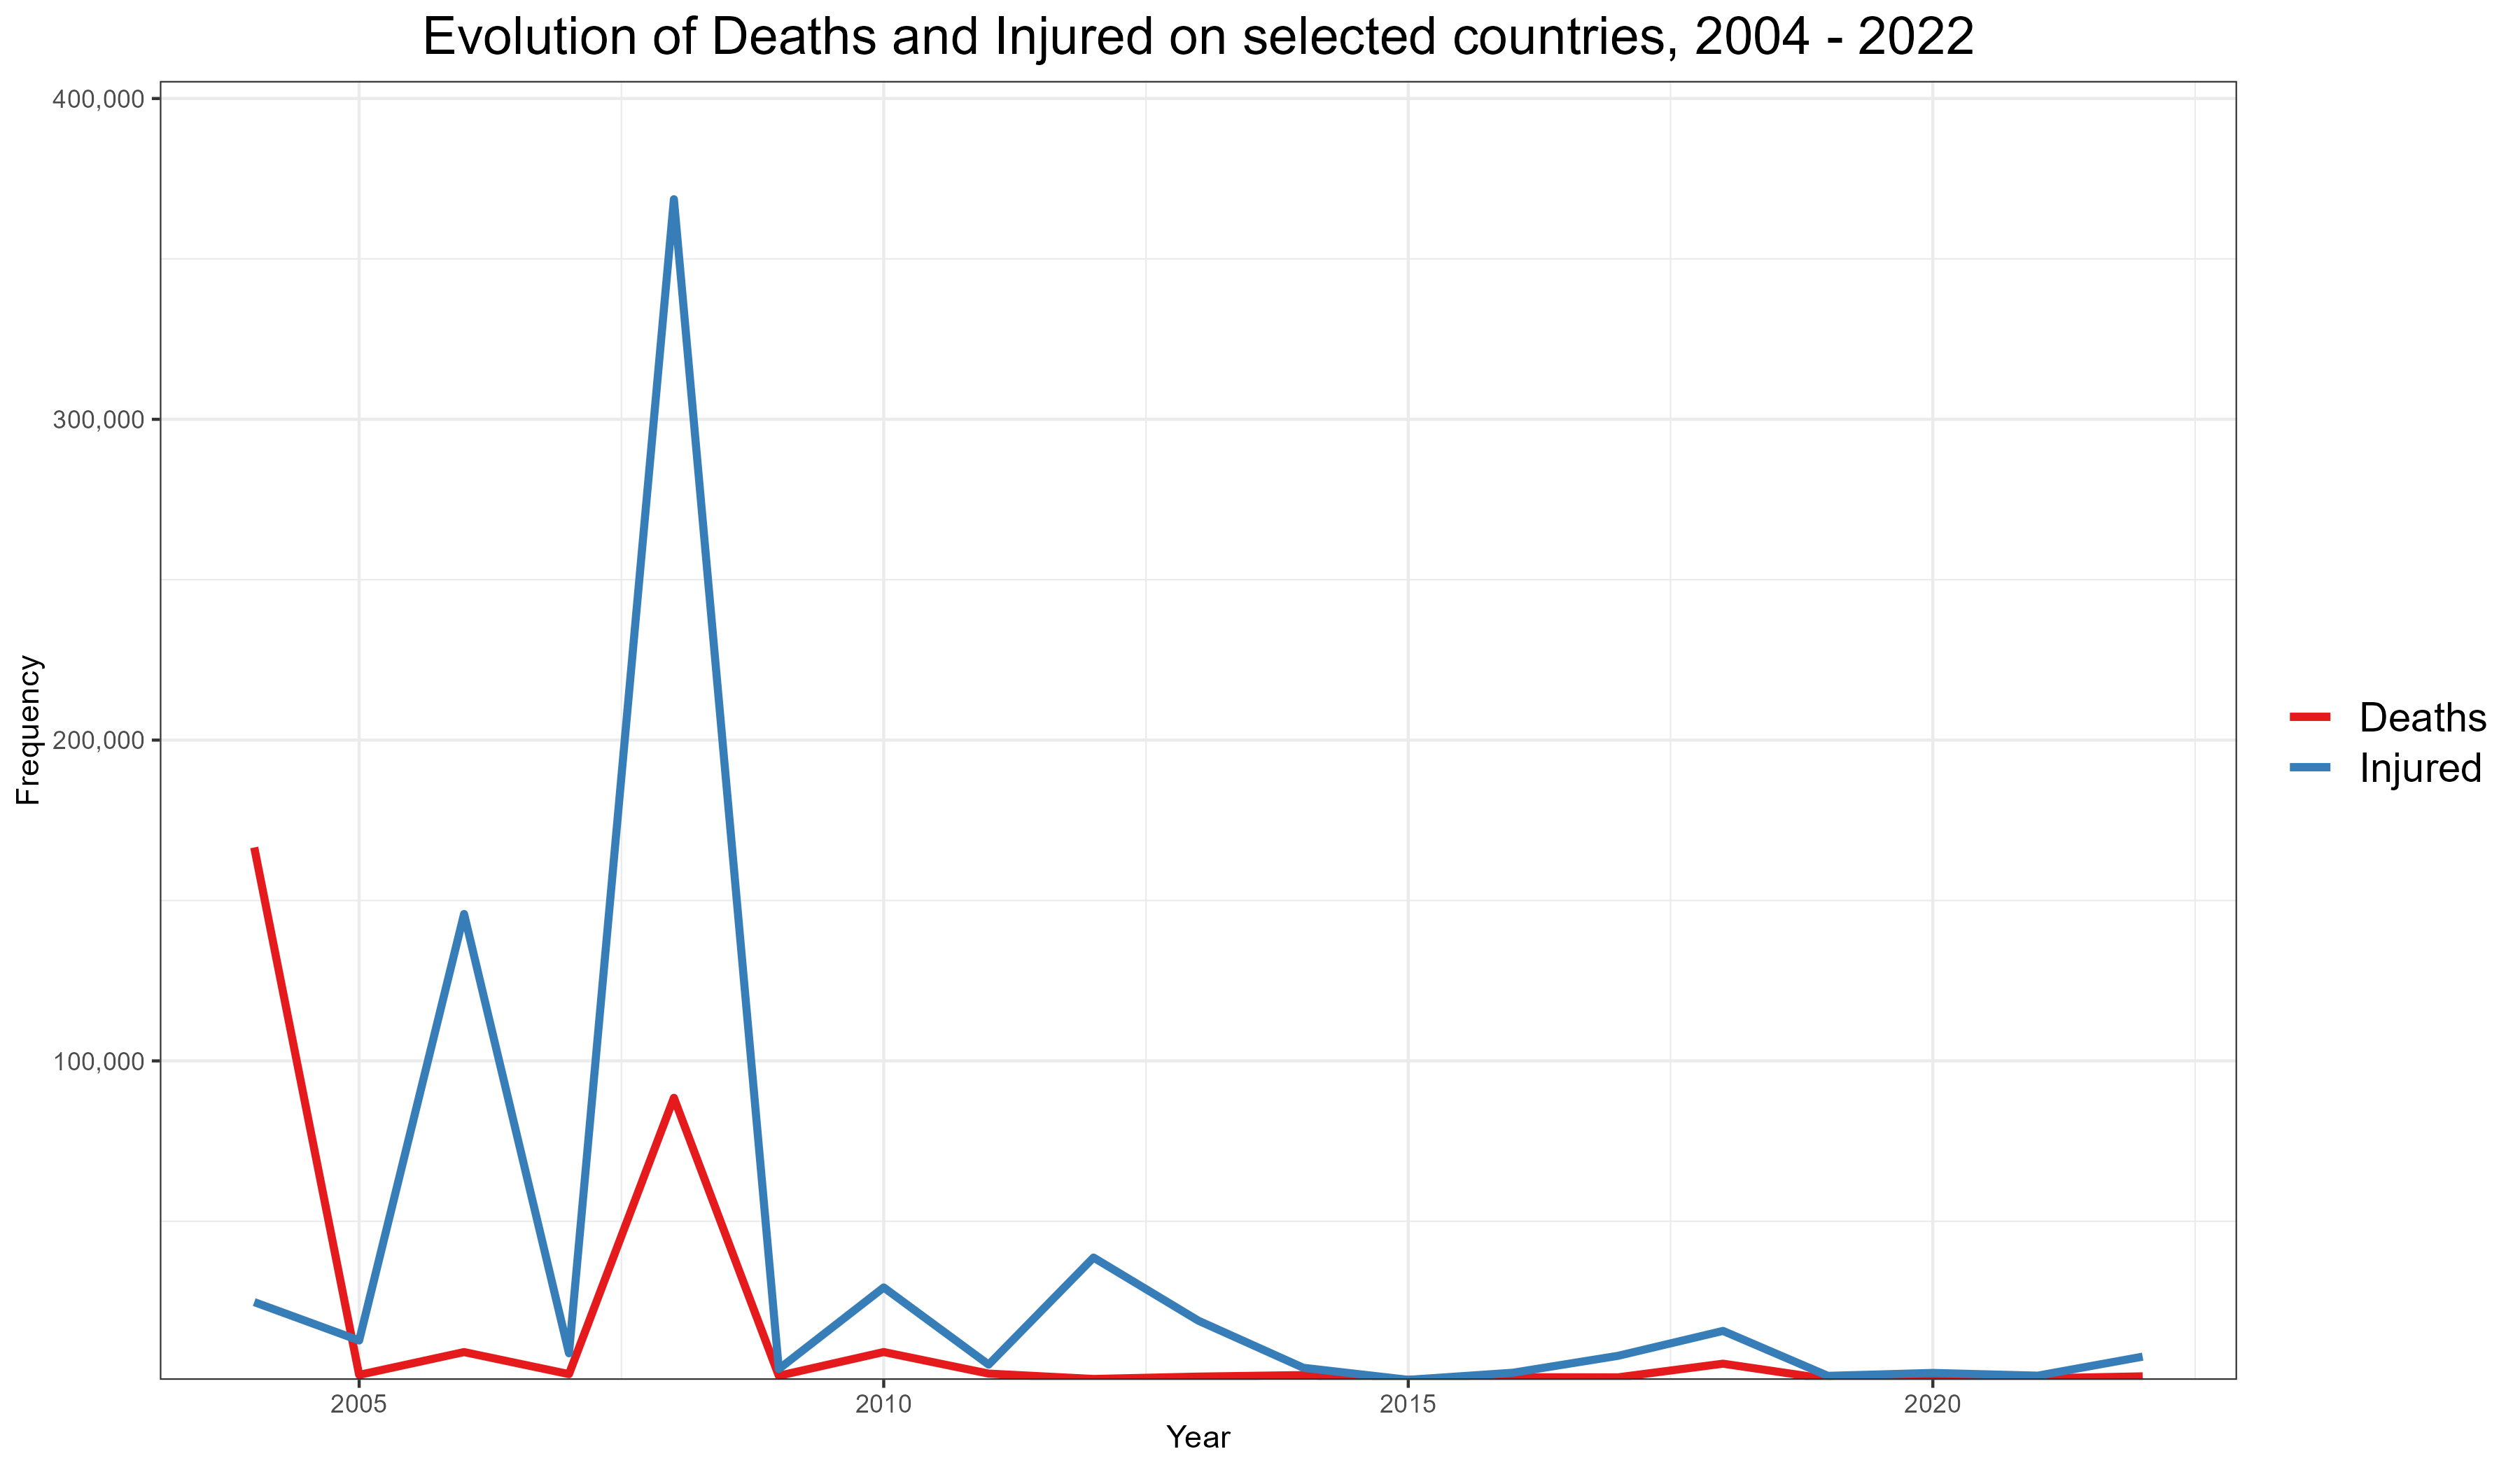 Evolution of Deaths and Injured on selected countries, 2004 - 2022
400,000
300,000
200,000
100,000
Frequency
Deaths
Injured
2005
2010
2015
2020
Year